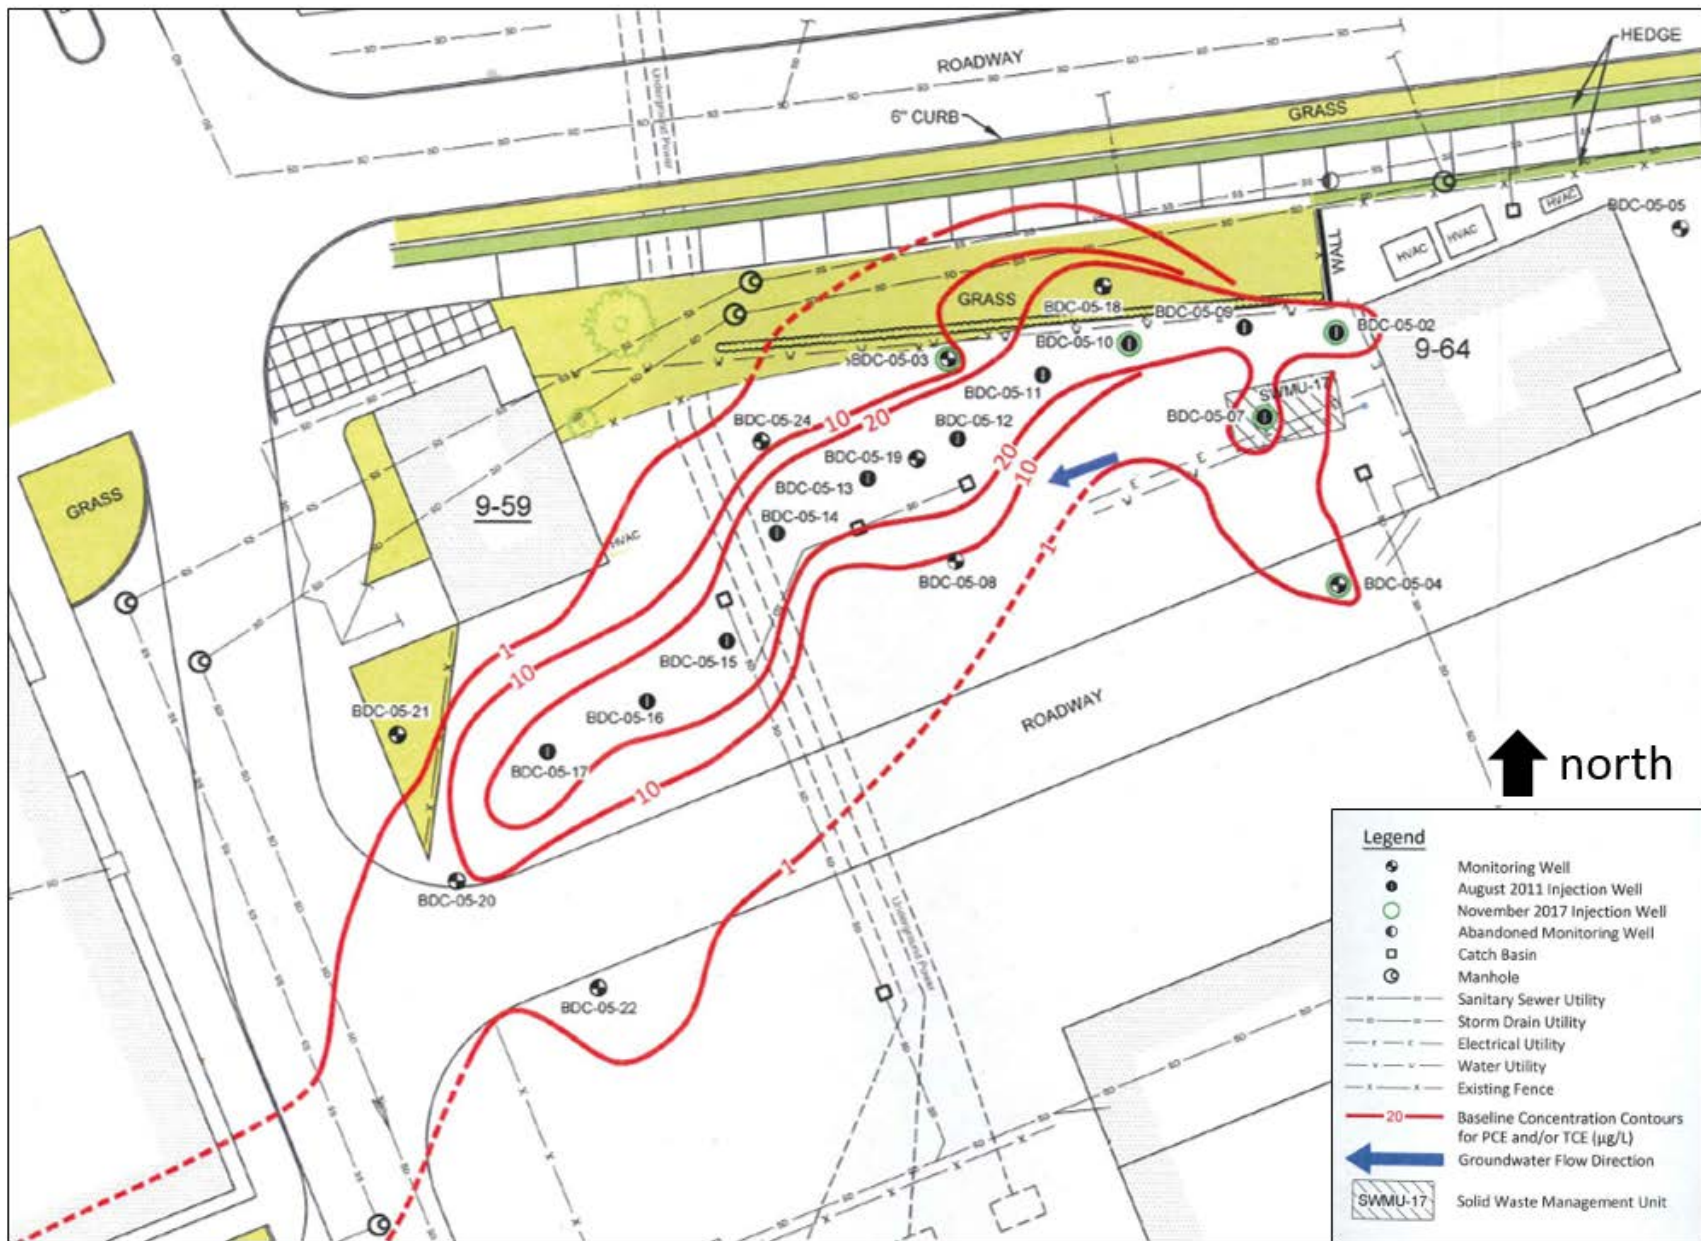 HEDGE
ROADWAY
Underground Power
6" CURB
GRASS
HVAC
HVAC
HVAC
BDC-05-05
WALL
GRASS
BDC-05-18
BDC-05-09
BDC-05-02
BDC-05-10
BDC-05-03
9-64
BDC-05-11
SWMU-17
10
20
BDC-05-24
BDC-05-12
BDC-05-07
20
BDC-05-19
10
BDC-05-13
GRASS
9-59
BDC-05-14
HVAC
1
BDC-05-08
BDC-05-04
1
10
BDC-05-15
BDC-05-21
BDC-05-16
ROADWAY
BDC-05-17
10
north
1
BDC-05-20
Underground Power
BDC-05-22
Legend
Monitoring Well
August 2011 Injection Well
November 2017 Injection Well
Abandoned Monitoring Well
Catch Basin
Manhole
Sanitary Sewer Utility
Storm Drain Utility
Electrical Utility
Water Utility
Existing Fence
20 Baseline Concentration Contours
for PCE and/or TCE (µg/L)
Groundwater Flow Direction
SWMU-17 Solid Waste Management Unit